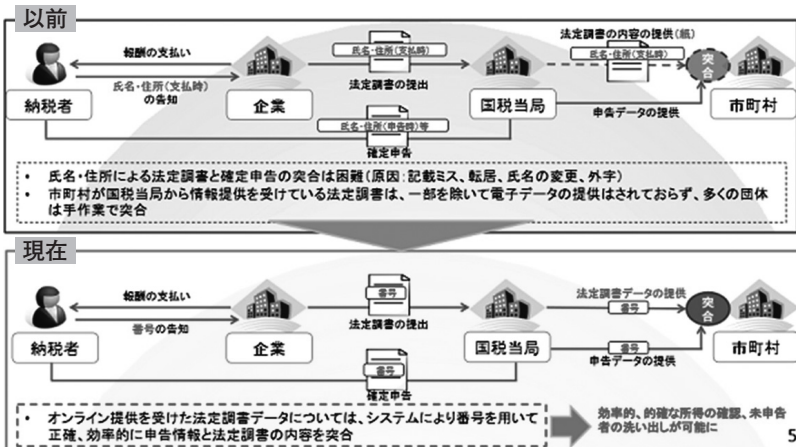 以前
報酬の支払い
氏名・住所(支払時)
の告知
納税者
企業
氏名・住所(支払時)
法定調書の提出
国税当局
法定調書の内容の提供(紙)
氏名・住所(支払時)
突
合
申告データの提供
市町村
氏名・住所(申告時)等
確定申告
・ 氏名・住所による法定調書と確定申告の突合は困難(原因:記載ミス、転居、氏名の変更、外字)
・ 市町村が国税当局から情報提供を受けている法定調書は、一部を除いて電子データの提供はされておらず、多くの団体
は手作業で突合
現在
報酬の支払い
番号の告知
納税者
企業
番号
法定調書の提出
国税当局
法定調書データの提供
番号
突
合
番号
申告データの提供
市町村
番号
確定申告
・ オンライン提供を受けた法定調書データについては、システムにより番号を用いて
正確、効率的に申告情報と法定調書の内容を突合
効率的、的確な所得の確認、未申告
者の洗い出しが可能に
5